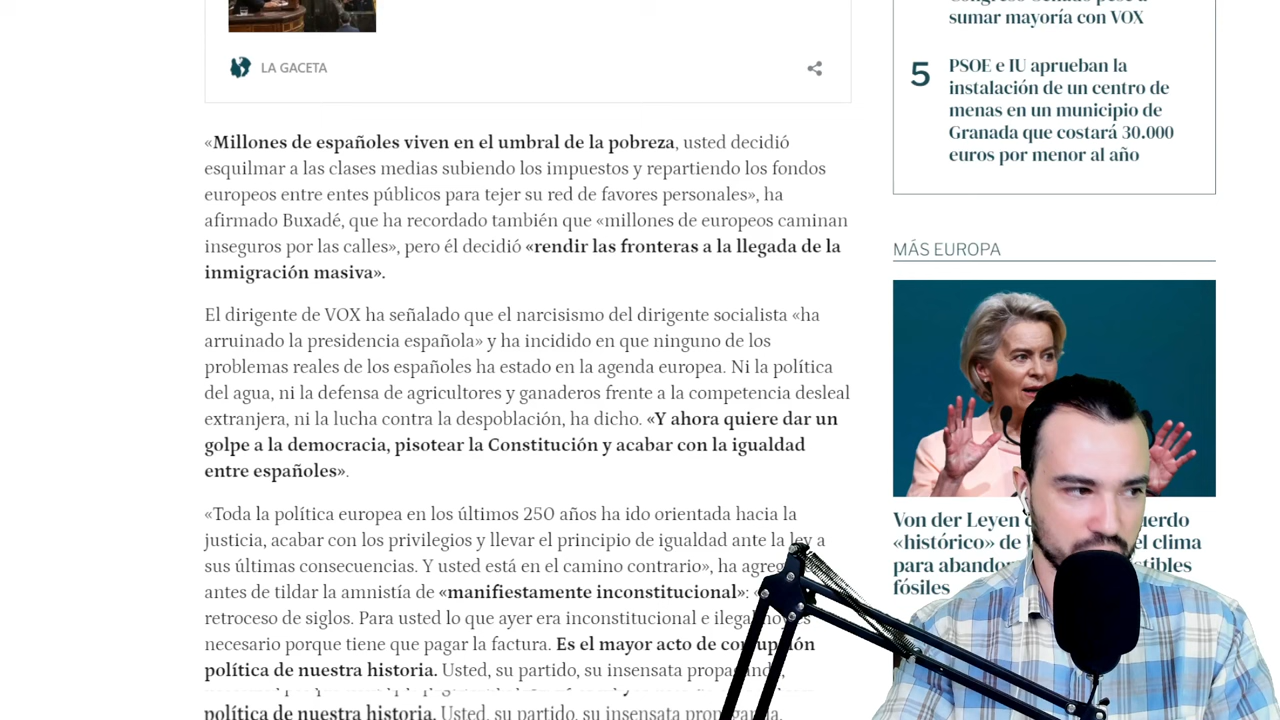 LA GACETA
«Millones de españoles viven en el umbral de la pobreza, usted decidió
esquilmar a las clases medias subiendo los impuestos y repartiendo los fondos
europeos entre entes públicos para tejer su red de favores personales», ha
afirmado Buxadé, que ha recordado también que «millones de europeos caminan
inseguros por las calles», pero él decidió «rendir las fronteras a la llegada de la
inmigración masiva».
El dirigente de VOX ha señalado que el narcisismo del dirigente socialista «ha
arruinado la presidencia española» y ha incidido en que ninguno de los
problemas reales de los españoles ha estado en la agenda europea. Ni la política
del agua, ni la defensa de agricultores y ganaderos frente a la competencia desleal
extranjera, ni la lucha contra la despoblación, ha dicho. «Y ahora quiere dar un
golpe a la democracia, pisotear la Constitución y acabar con la igualdad
entre españoles».
«Toda la política europea en los últimos 250 años ha ido orientada hacia la
justicia, acabar con los privilegios y llevar el principio de igualdad ante la ley a
sus últimas consecuencias. Y usted está en el camino contrario», ha
antes de tildar la amnistía de «manifiestamente inconstitucional»:
retroceso de siglos. Para usted lo que ayer era inconstitucional e ilegal
necesario porque tiene que pagar la factura. Es el mayor acto de corrupción
política de nuestra historia. Usted, su partido, su insensata propaganda,
política de nuestra historia. Usted, su partido, su insensata propaganda,
sumar mayoría con VOX
5
PSOE e IU aprueban la
instalación de un centro de
menas en un municipio de
Granada que costará 30.000
euros por menor al año
MÁS EUROPA
Von der Leyen
«histórico» de el clima
para
fósiles